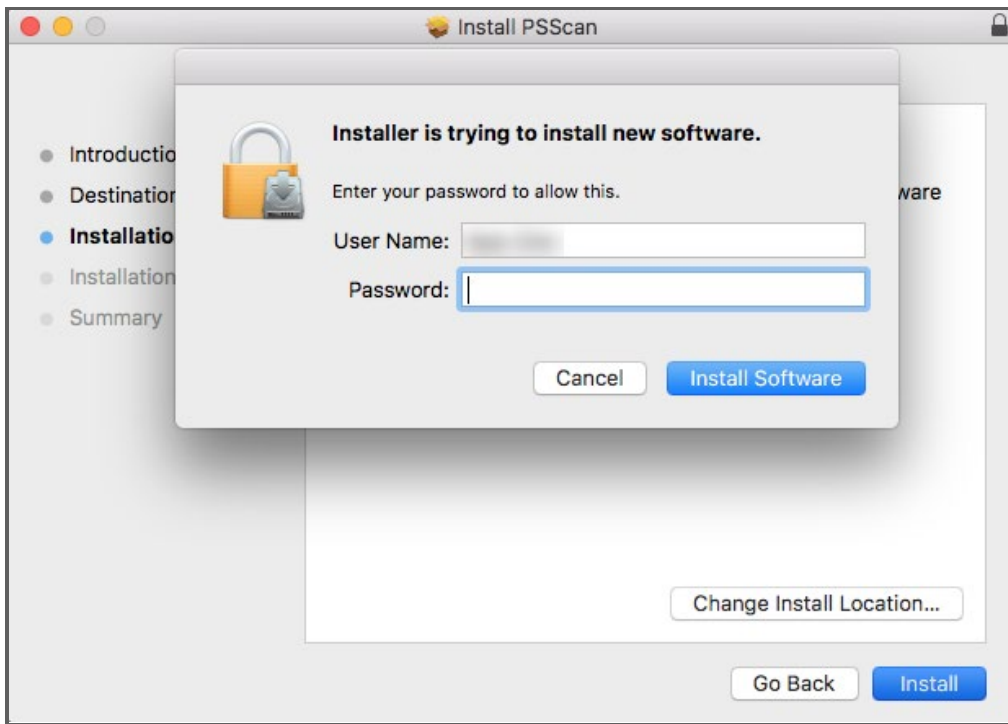 Install PSScan
Installer is trying to install new software.
Enter your password to allow this.
User Name:
Password:
Cancel
Install Software
Introductio
Destination
Installatio
Installation
Summary
ware
Change Install Location...
Go Back
Install